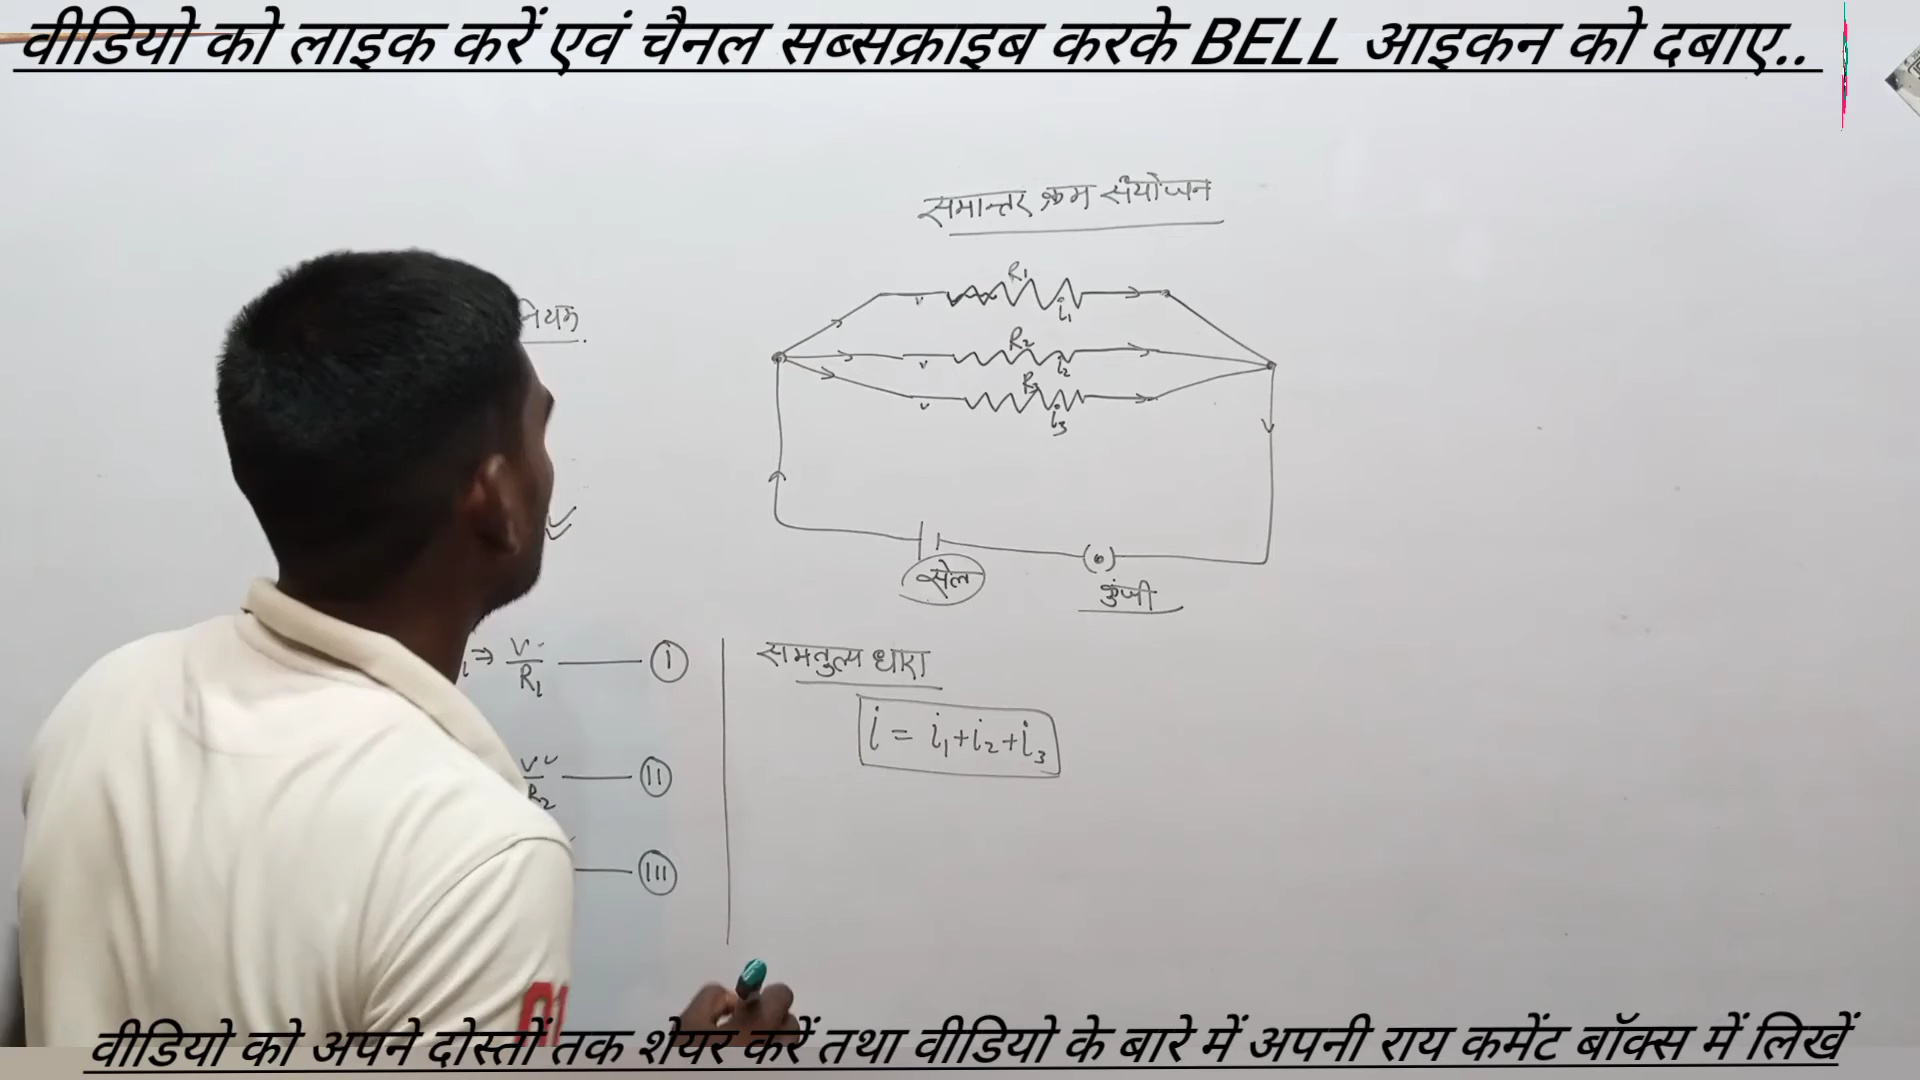 वीडियो को लाइक करें एवं चैनल सब्सक्राइब करके BELL आइकन को दबाए..
समान्तर क्रम संयोजन
नियम
R₁
i₁
R₂
v
i₂
R₃
v
i₃
सेल
कुंजी
⇒ V/R₁ I
V/R₂ II
III
समतुल्य धारा
i = i₁+i₂+i₃
01
वीडियो को अपने दोस्तों तक शेयर करें तथा वीडियो के बारे में अपनी राय कमेंट बॉक्स में लिखें